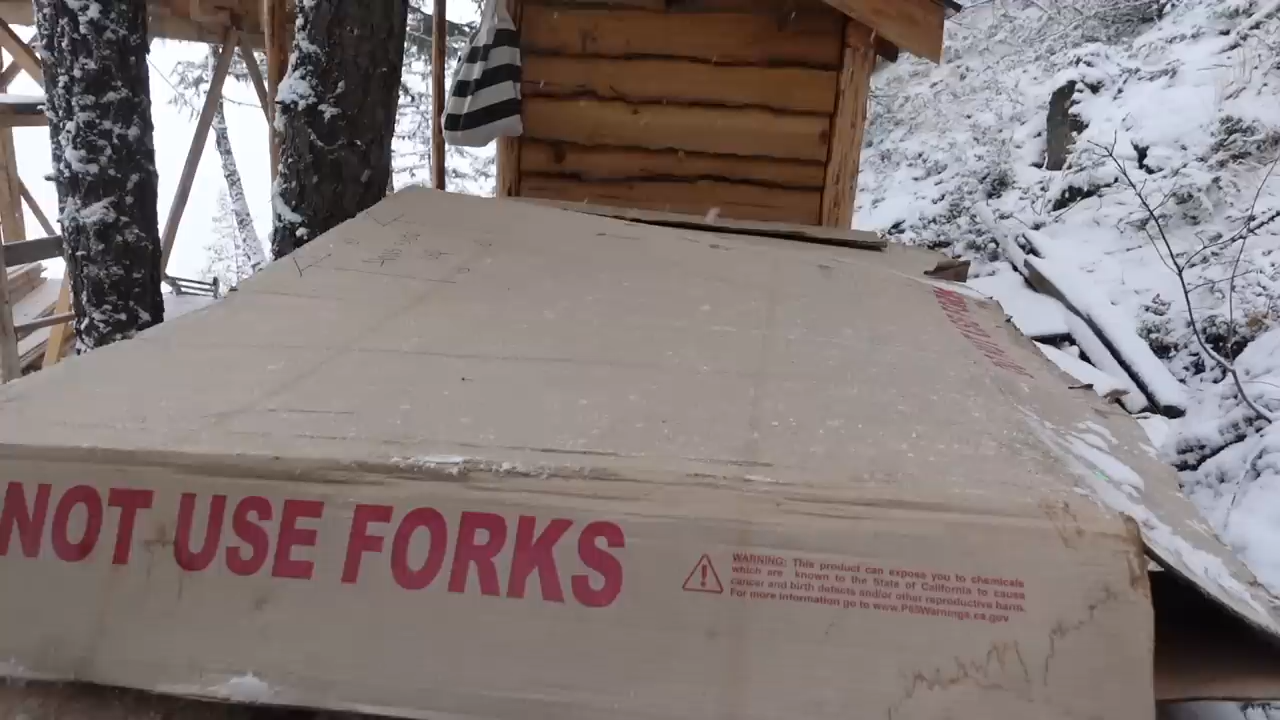 NOT USE FORKS
WARNING: This product can expose you to chemicals
which are known to the State of California to cause
cancer and birth defects and/or other reproductive harm.
For more information go to www.P65Warnings.ca.gov